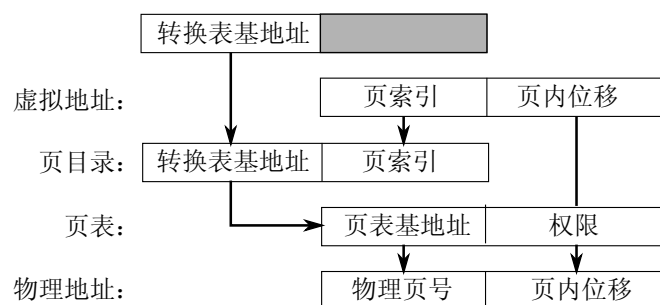 转换表基地址
虚拟地址： 页索引 页内位移
页目录： 转换表基地址 页索引
页表： 页表基地址 权限
物理地址： 物理页号 页内位移